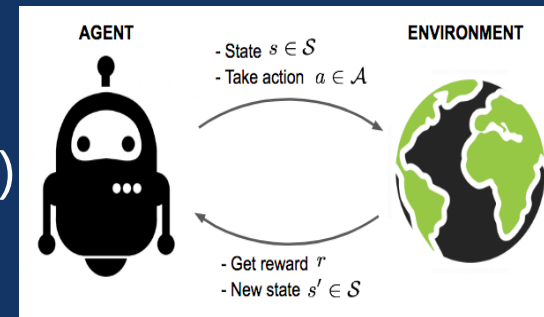 )
AGENT
ENVIRONMENT
- State s ∈ 𝒮
- Take action a ∈ 𝒜
- Get reward r
- New state s′ ∈ 𝒮